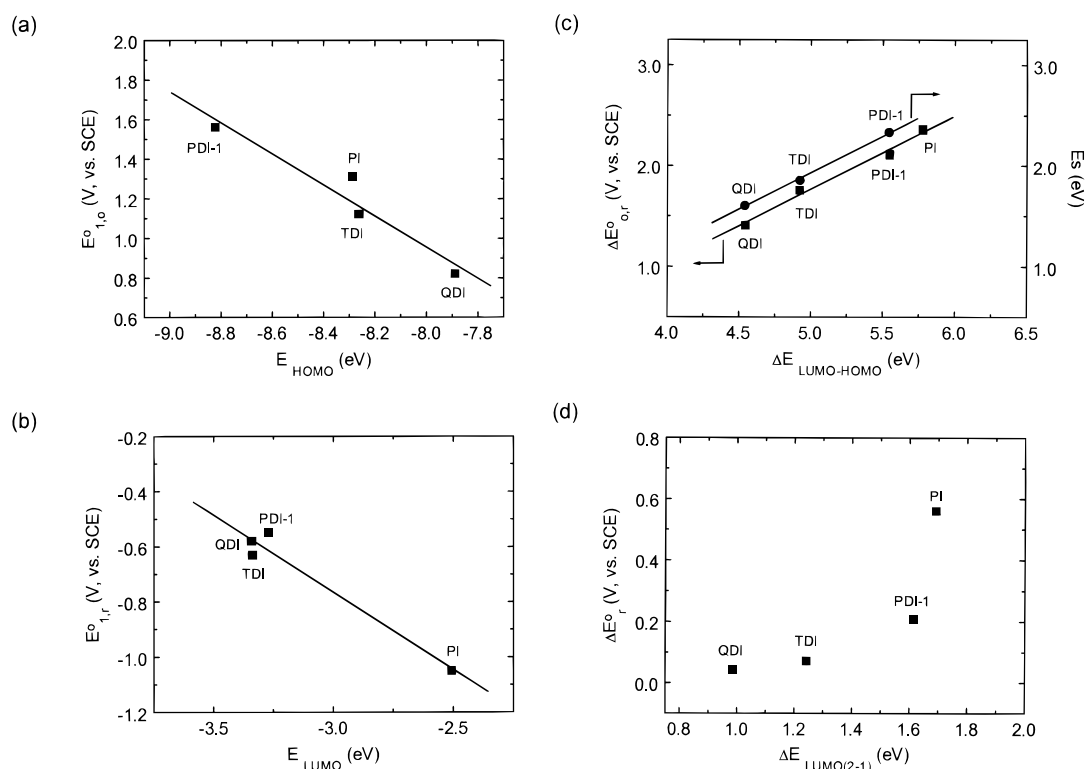 (a)
2.0
1.8
1.6
1.4
1.2
1.0
0.8
0.6
E°1,o (V, vs. SCE)
PDI-1
PI
TDI
QDI
-9.0
-8.8
-8.6
-8.4
-8.2
-8.0
-7.8
E HOMO (eV)
(c)
3.0
2.0
1.0
ΔE°o,r (V, vs. SCE)
QDI
TDI
PDI-1
QDI
TDI
PDI-1
PI
3.0
2.0
1.0
Es (eV)
4.0
4.5
5.0
5.5
6.0
6.5
ΔE LUMO-HOMO (eV)
(b)
-0.2
-0.4
-0.6
-0.8
-1.0
-1.2
E°1,r (V, vs. SCE)
PDI-1
QDI
TDI
PI
-3.5
-3.0
-2.5
E LUMO (eV)
(d)
0.8
0.6
0.4
0.2
0.0
ΔE°r (V, vs. SCE)
PI
PDI-1
TDI
QDI
0.8
1.0
1.2
1.4
1.6
1.8
2.0
ΔE LUMO(2-1) (eV)